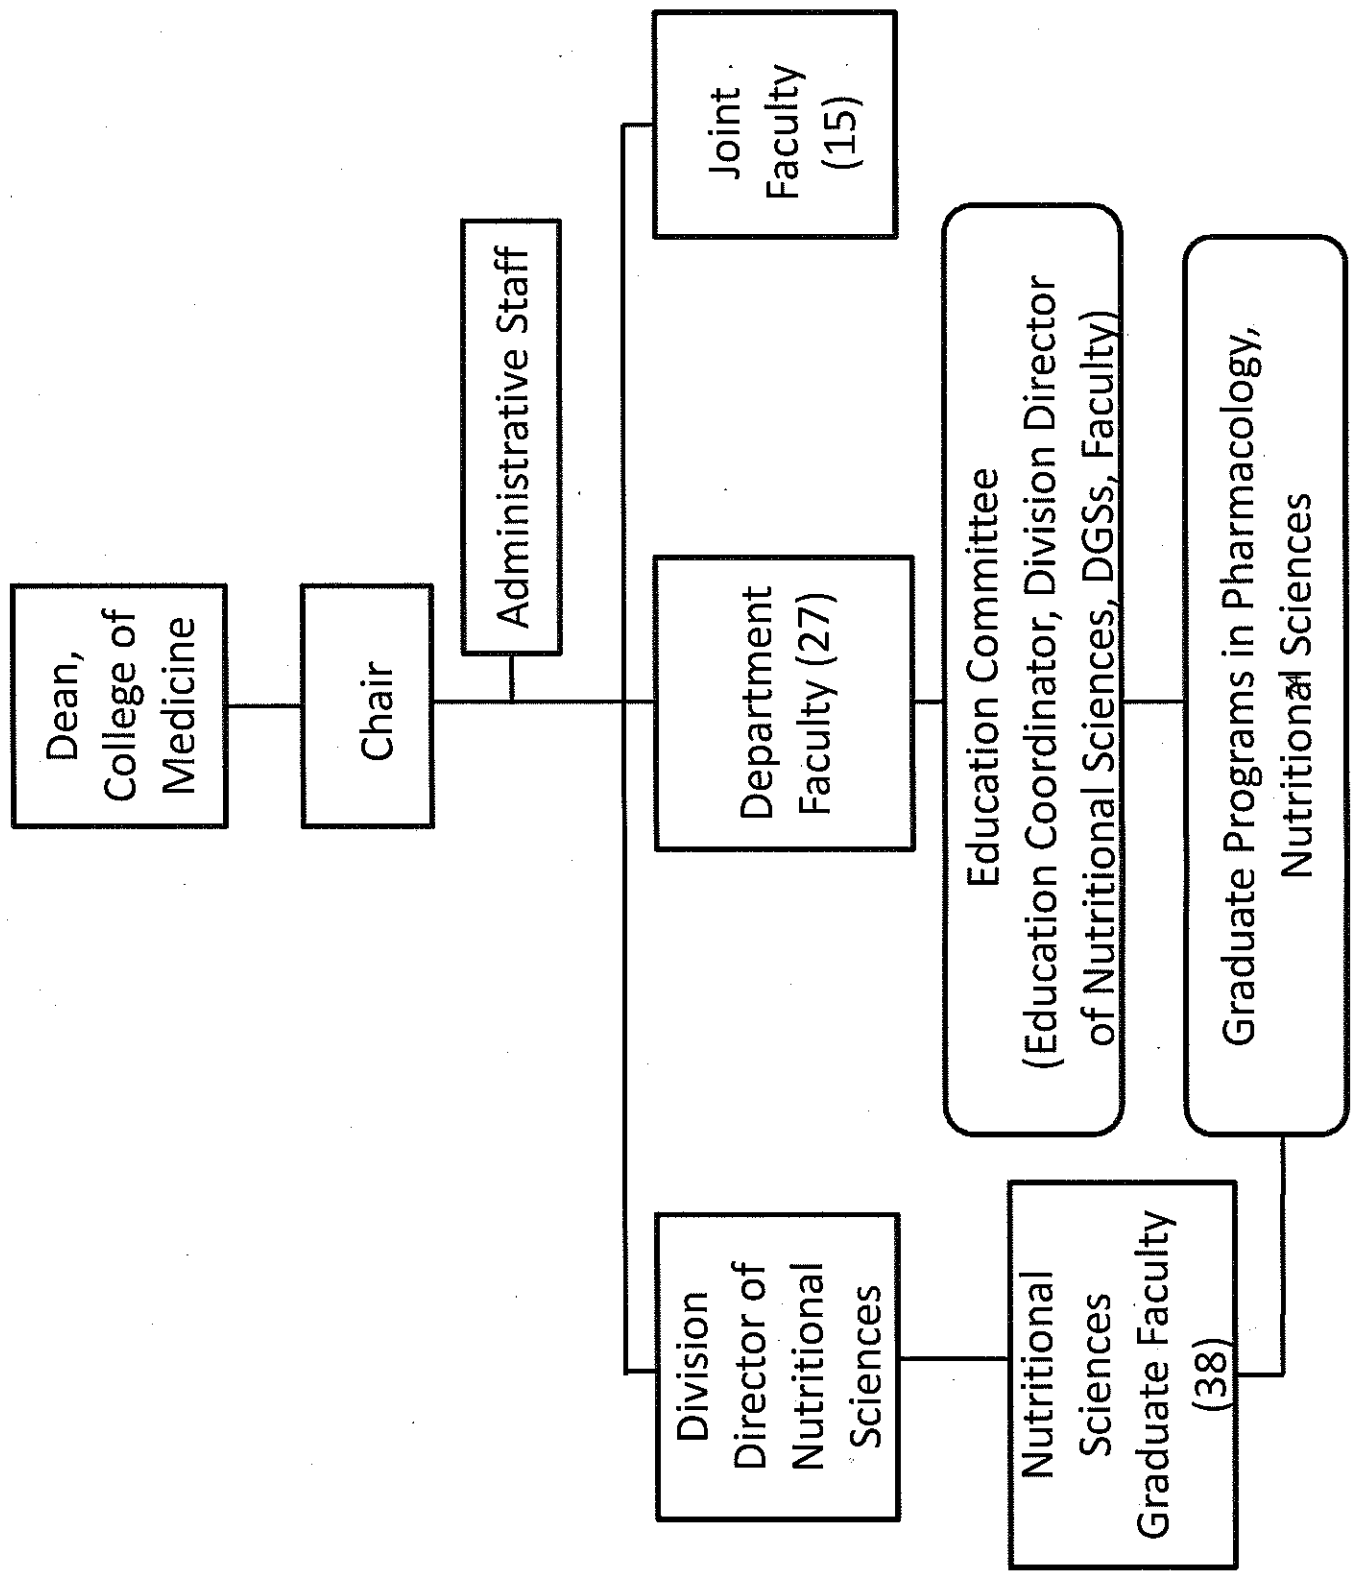 Dean,
College of
Medicine
Chair
Administrative Staff
Division
Director of
Nutritional
Sciences
Department
Faculty (27)
Joint
Faculty
(15)
Nutritional
Sciences
Graduate Faculty
(38)
Education Committee
(Education Coordinator, Division Director
of Nutritional Sciences, DGSs, Faculty)
Graduate Programs in Pharmacology,
Nutritional Sciences